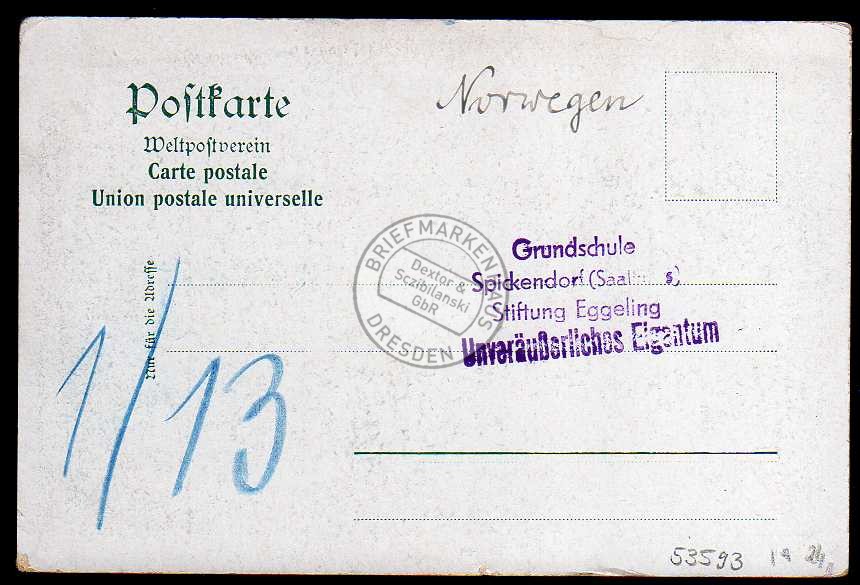 Poſtkarte
Weltpoſtverein
Carte postale
Union postale universelle
Norwegen
Nur für die Adreſſe
BRIEFMARKENHAUS
Dexter &
Sczibilanski
GbR
DRESDEN
Grundschule
Spickendorf (Saalkreis)
Stiftung Eggeling
Unveräußerliches Eigentum
1/13
53593